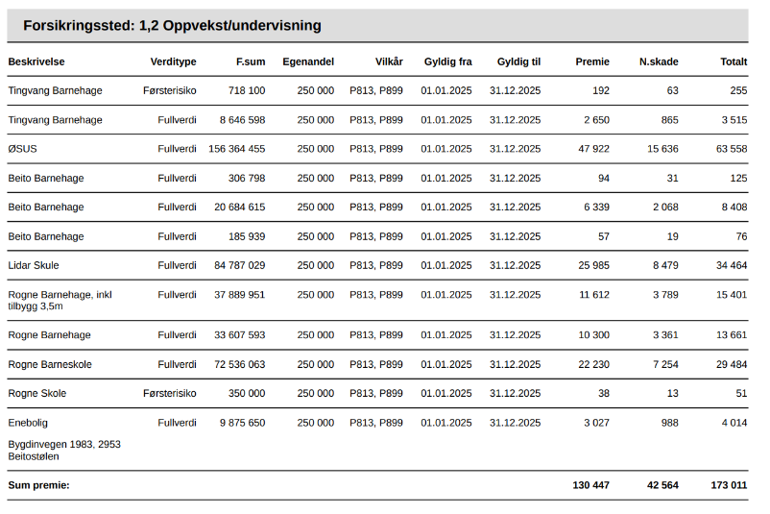 Forsikringssted: 1,2 Oppvekst/undervisning
Beskrivelse Verditype F.sum Egenandel Vilkår Gyldig fra Gyldig til Premie N.skade Totalt
Tingvang Barnehage Førsterisiko 718 100 250 000 P813, P899 01.01.2025 31.12.2025 192 63 255
Tingvang Barnehage Fullverdi 8 646 598 250 000 P813, P899 01.01.2025 31.12.2025 2 650 865 3 515
ØSUS Fullverdi 156 364 455 250 000 P813, P899 01.01.2025 31.12.2025 47 922 15 636 63 558
Beito Barnehage Fullverdi 306 798 250 000 P813, P899 01.01.2025 31.12.2025 94 31 125
Beito Barnehage Fullverdi 20 684 615 250 000 P813, P899 01.01.2025 31.12.2025 6 339 2 068 8 408
Beito Barnehage Fullverdi 185 939 250 000 P813, P899 01.01.2025 31.12.2025 57 19 76
Lidar Skule Fullverdi 84 787 029 250 000 P813, P899 01.01.2025 31.12.2025 25 985 8 479 34 464
Rogne Barnehage, inkl Fullverdi 37 889 951 250 000 P813, P899 01.01.2025 31.12.2025 11 612 3 789 15 401
tilbygg 3,5m
Rogne Barnehage Fullverdi 33 607 593 250 000 P813, P899 01.01.2025 31.12.2025 10 300 3 361 13 661
Rogne Barneskole Fullverdi 72 536 063 250 000 P813, P899 01.01.2025 31.12.2025 22 230 7 254 29 484
Rogne Skole Førsterisiko 350 000 250 000 P813, P899 01.01.2025 31.12.2025 38 13 51
Enebolig Fullverdi 9 875 650 250 000 P813, P899 01.01.2025 31.12.2025 3 027 988 4 014
Bygdinvegen 1983, 2953
Beitostølen
Sum premie: 130 447 42 564 173 011